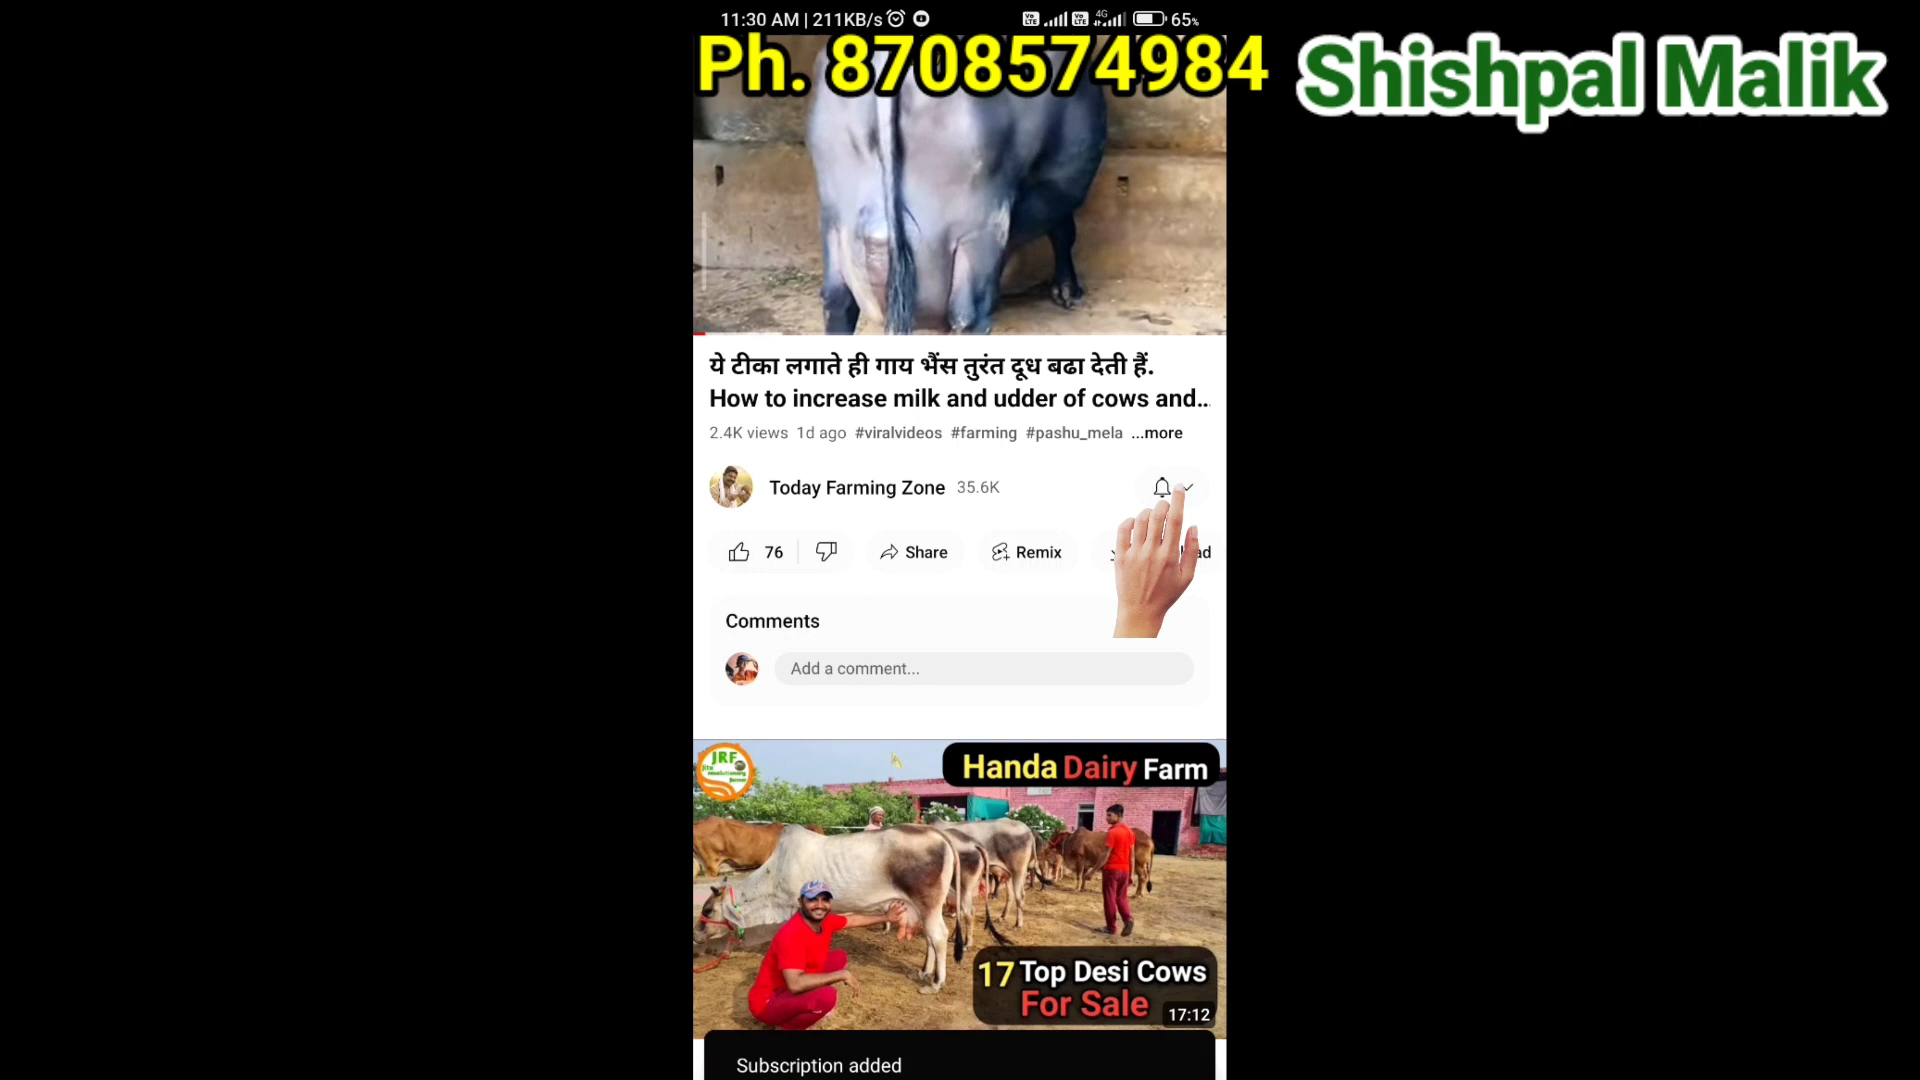 11:30 AM | 211KB/s
4G 65%
Ph. 8708574984
Shishpal Malik
ये टीका लगाते ही गाय भैंस तुरंत दूध बढा देती हैं.
How to increase milk and udder of cows and...
2.4K views 1d ago #viralvideos #farming #pashu_mela ...more
Today Farming Zone 35.6K
76 Share Remix
Comments
Add a comment...
JRF
Handa Dairy Farm
17 Top Desi Cows
For Sale
17:12
Subscription added